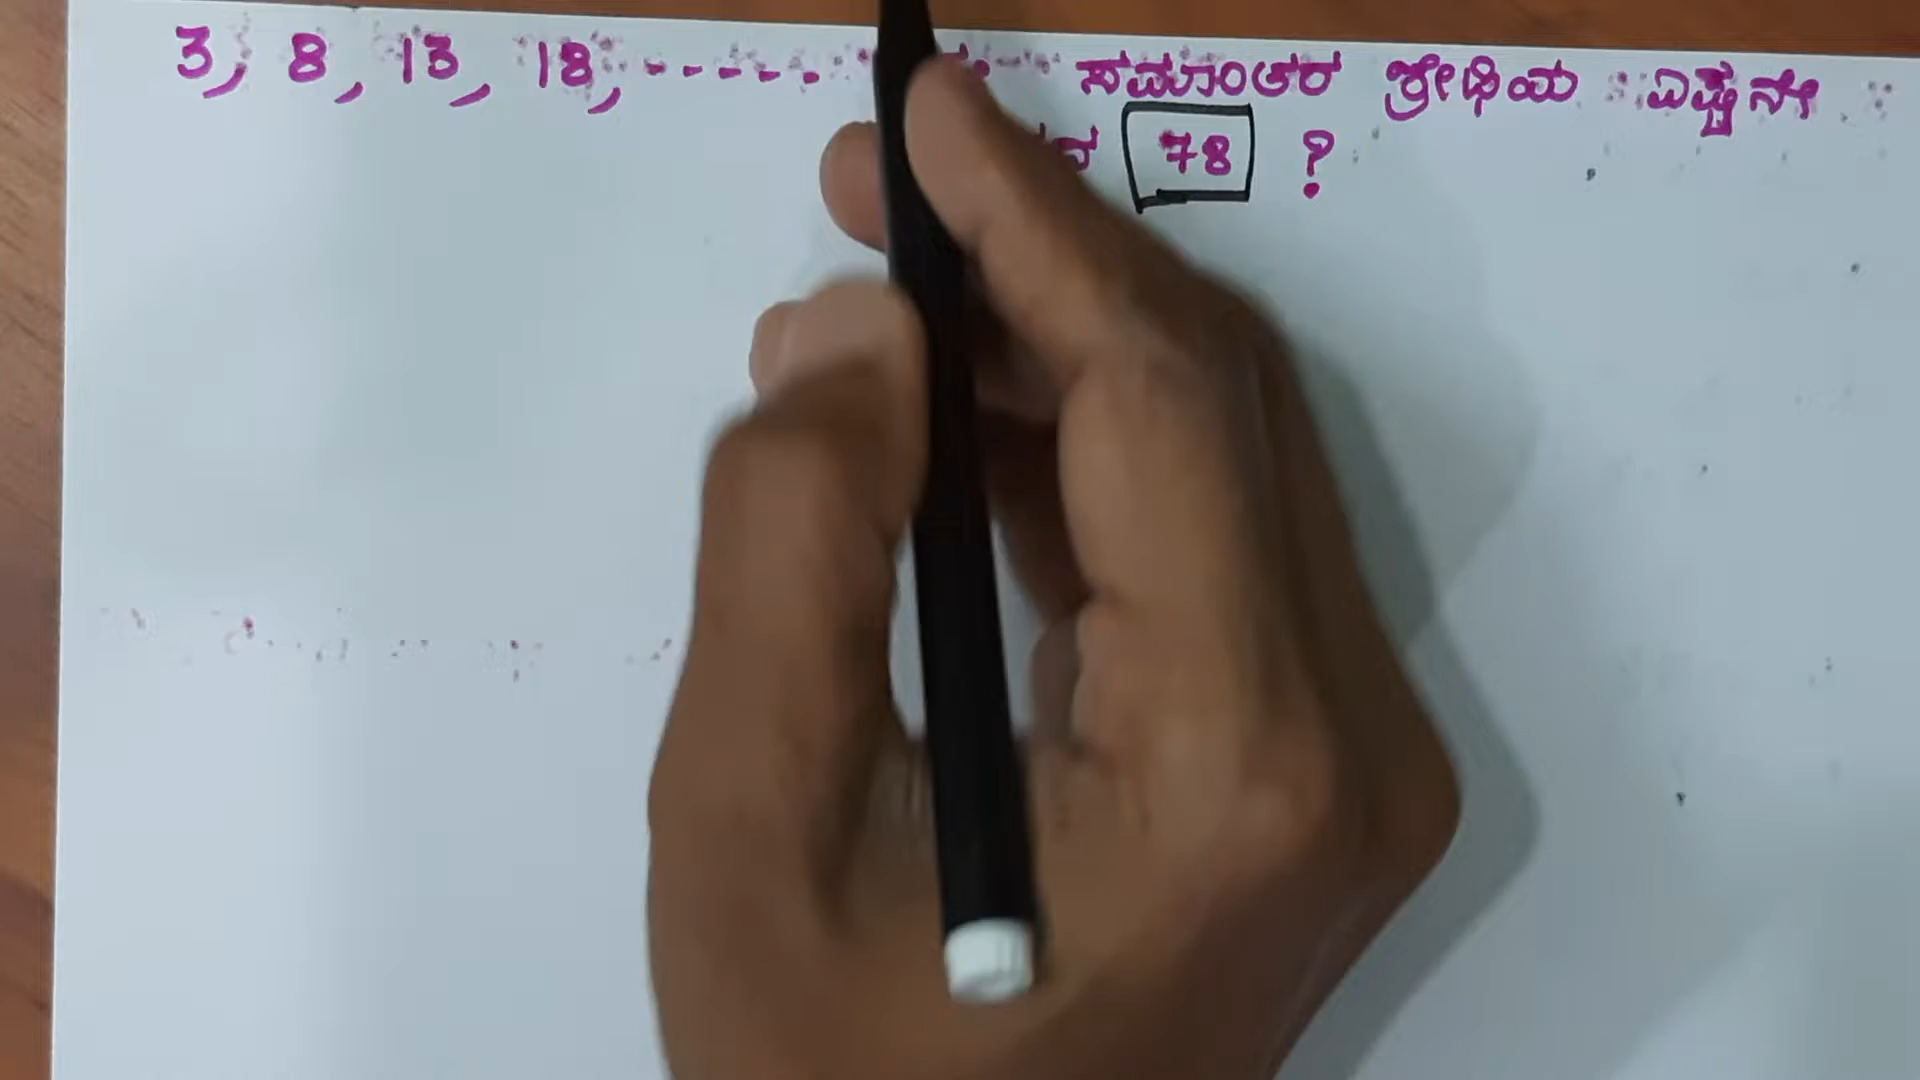 3, 8, 13, 18, ------ ಸಮಾಂತರ ಶ್ರೇಢಿಯ ಎಷ್ಟನೇ
78 ?